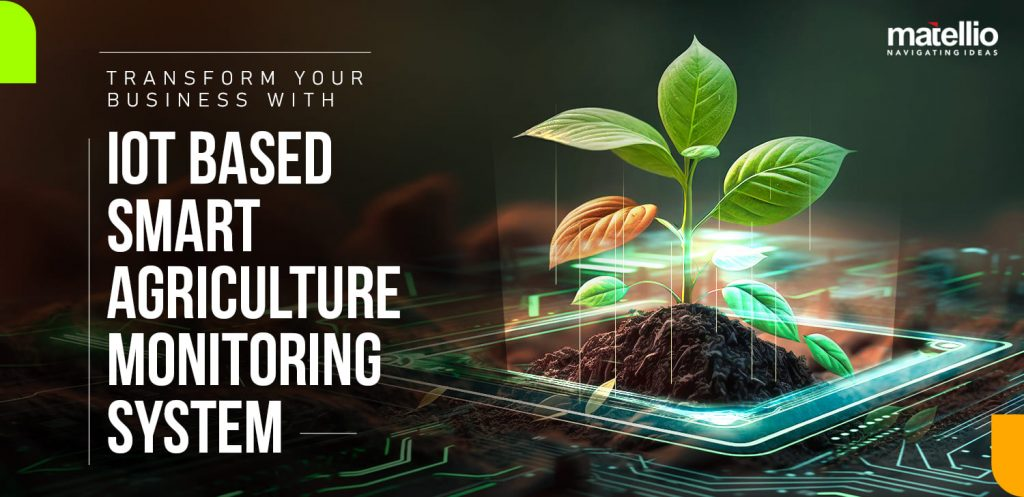 TRANSFORM YOUR
BUSINESS WITH
IOT BASED
SMART
AGRICULTURE
MONITORING
SYSTEM
matellio
NAVIGATING IDEAS